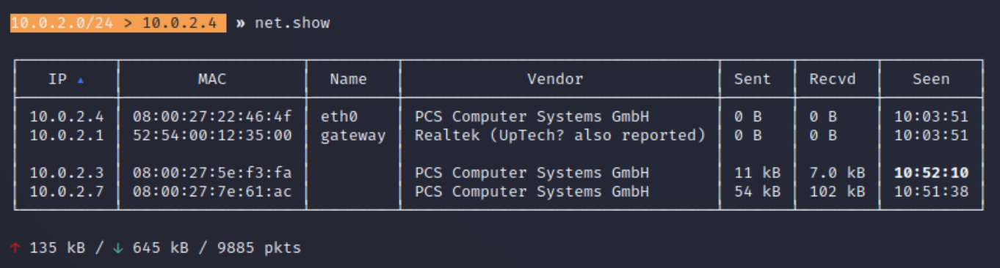 10.0.2.0/24 > 10.0.2.4 » net.show
IP ▲ MAC Name Vendor Sent Recvd Seen
10.0.2.4 08:00:27:22:46:4f eth0 PCS Computer Systems GmbH 0 B 0 B 10:03:51
10.0.2.1 52:54:00:12:35:00 gateway Realtek (UpTech? also reported) 0 B 0 B 10:03:51
10.0.2.3 08:00:27:5e:f3:fa PCS Computer Systems GmbH 11 kB 7.0 kB 10:52:10
10.0.2.7 08:00:27:7e:61:ac PCS Computer Systems GmbH 54 kB 102 kB 10:51:38
↑ 135 kB / ↓ 645 kB / 9885 pkts